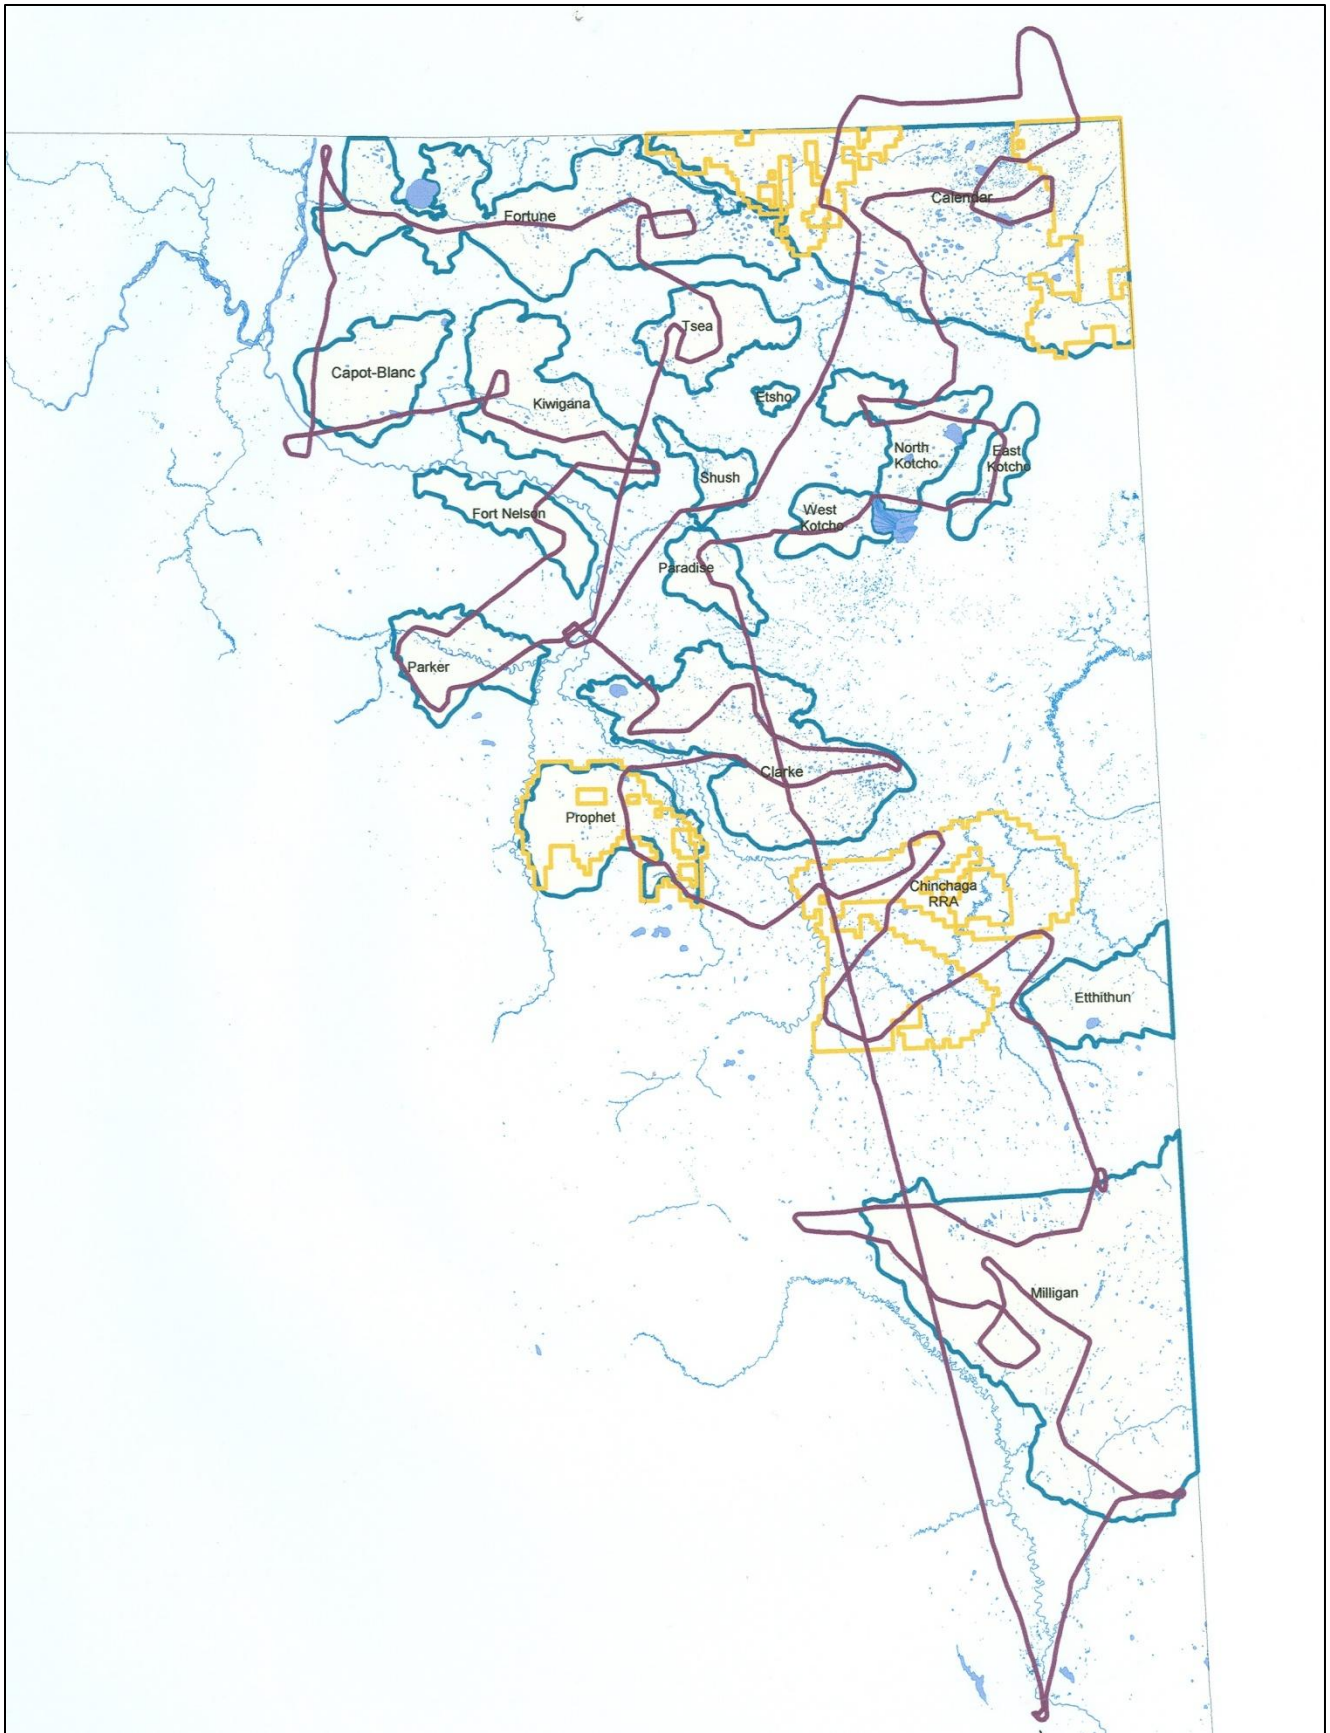 Calendar
Fortune
Tsea
Capot-Blanc
Etsho
Kiwigana
North
Kotcho
East
Kotcho
Shush
Fort Nelson
West
Kotcho
Paradise
Parker
Clarke
Prophet
Chinchaga
RRA
Etthithun
Milligan